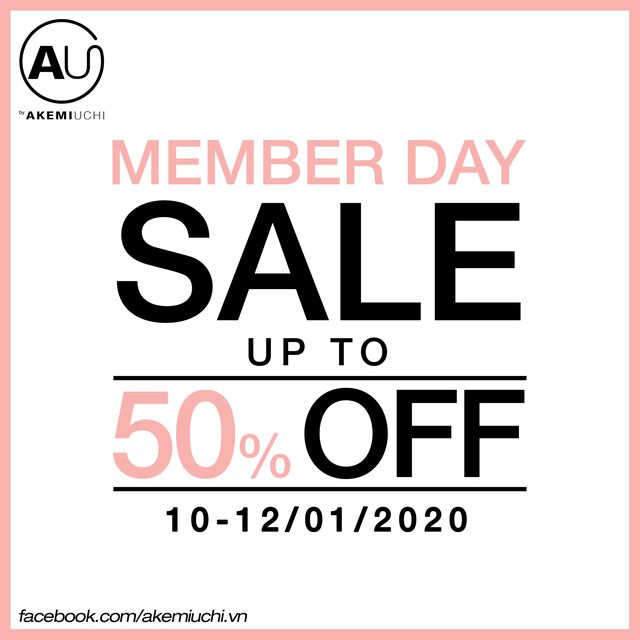 AU
by AKEMIUCHI
MEMBER DAY
SALE
UP TO
50% OFF
10-12/01/2020
facebook.com/akemiuchi.vn